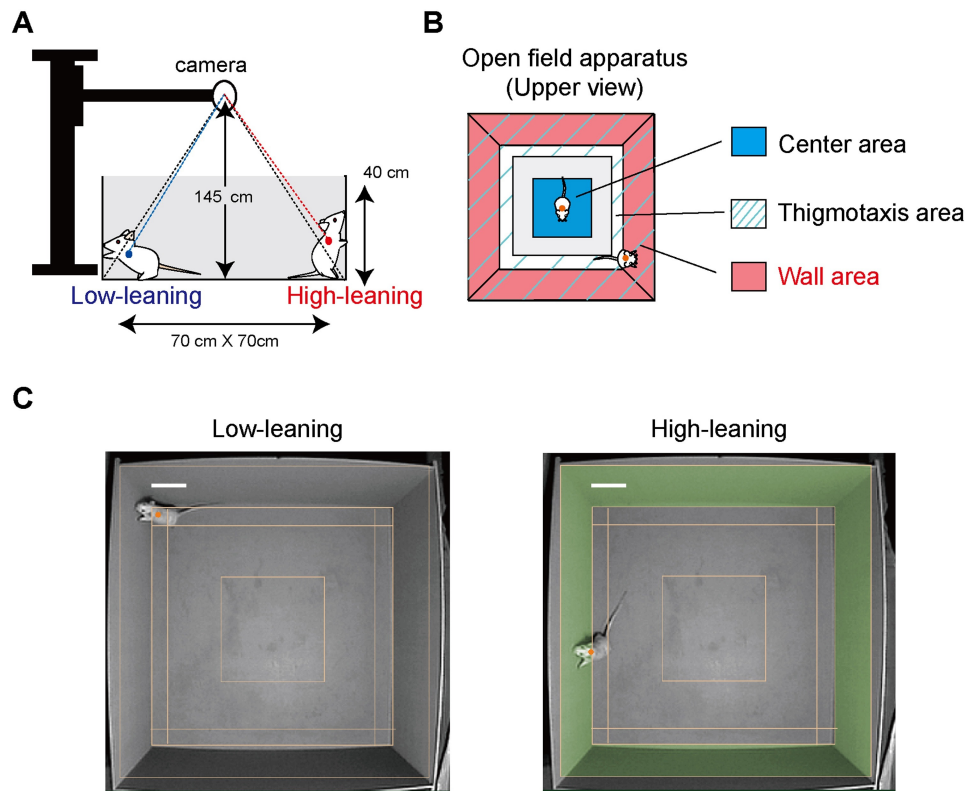 A
camera
145 cm
40 cm
Low-leaning
High-leaning
70 cm X 70cm
B
Open field apparatus
(Upper view)
Center area
Thigmotaxis area
Wall area
C
Low-leaning
High-leaning